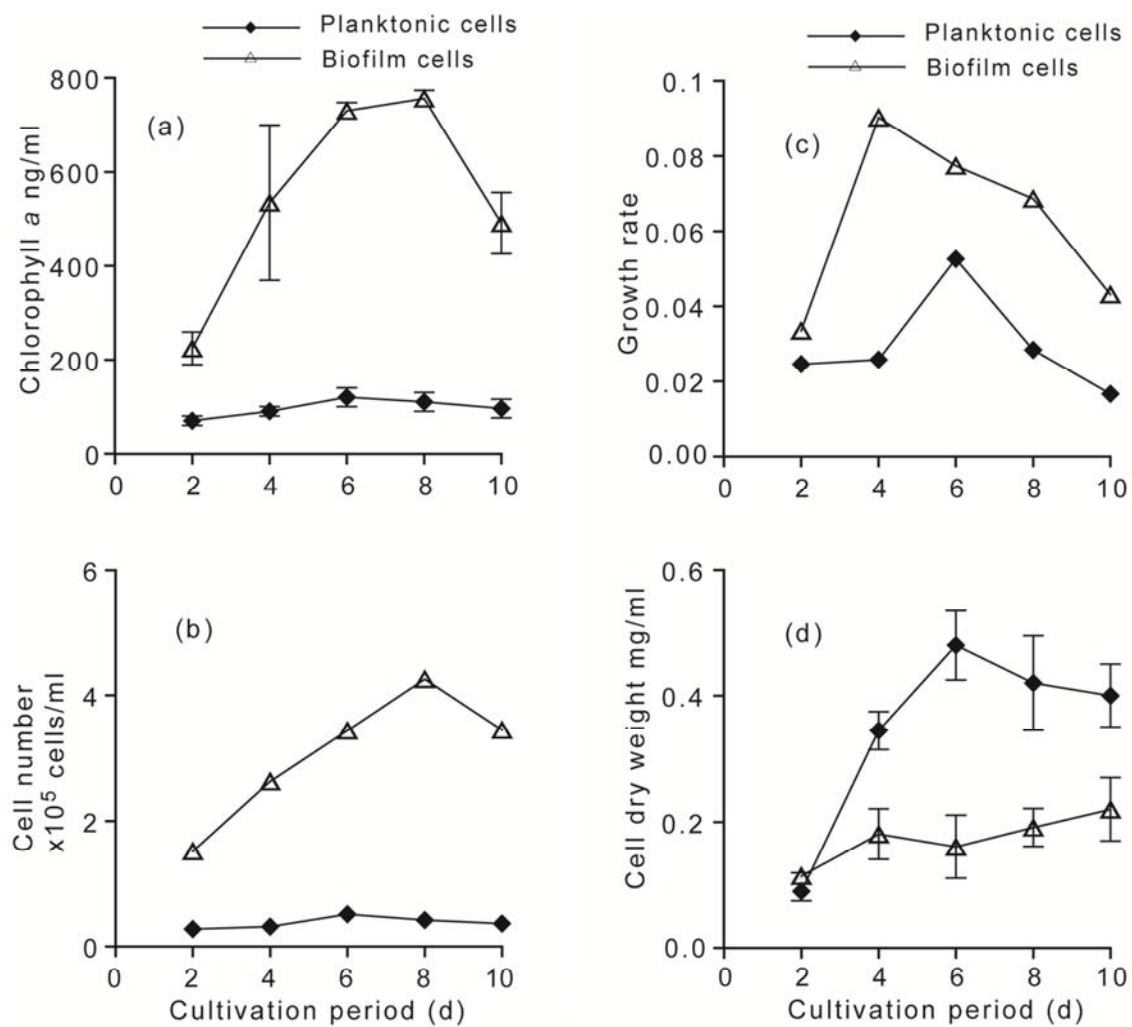 Planktonic cells
Biofilm cells
(a)
Chlorophyll a ng/ml
800
600
400
200
0
0 2 4 6 8 10
Planktonic cells
Biofilm cells
(c)
Growth rate
0.1
0.08
0.06
0.04
0.02
0.00
0 2 4 6 8 10
(b)
Cell number
x10⁵ cells/ml
6
4
2
0
0 2 4 6 8 10
Cultivation period (d)
(d)
Cell dry weight mg/ml
0.6
0.4
0.2
0.0
0 2 4 6 8 10
Cultivation period (d)